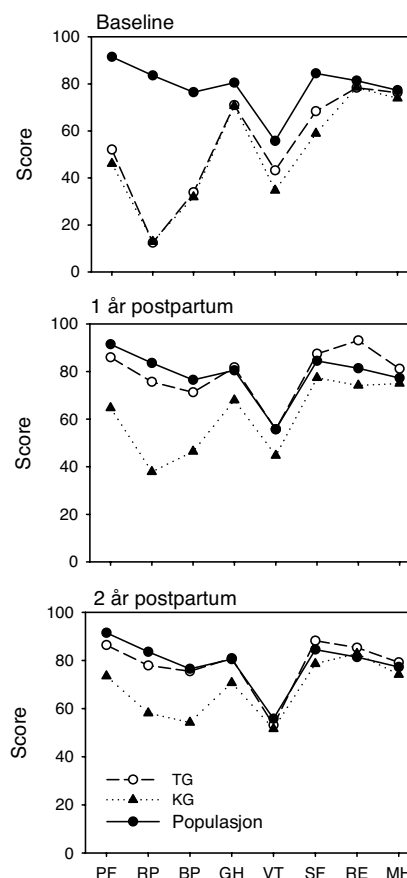 Baseline
100
80
60
40
20
0
Score
1 år postpartum
100
80
60
40
20
0
Score
2 år postpartum
100
80
60
40
20
0
Score
TG
KG
Populasjon
PF RP BP GH VT SF RE MH